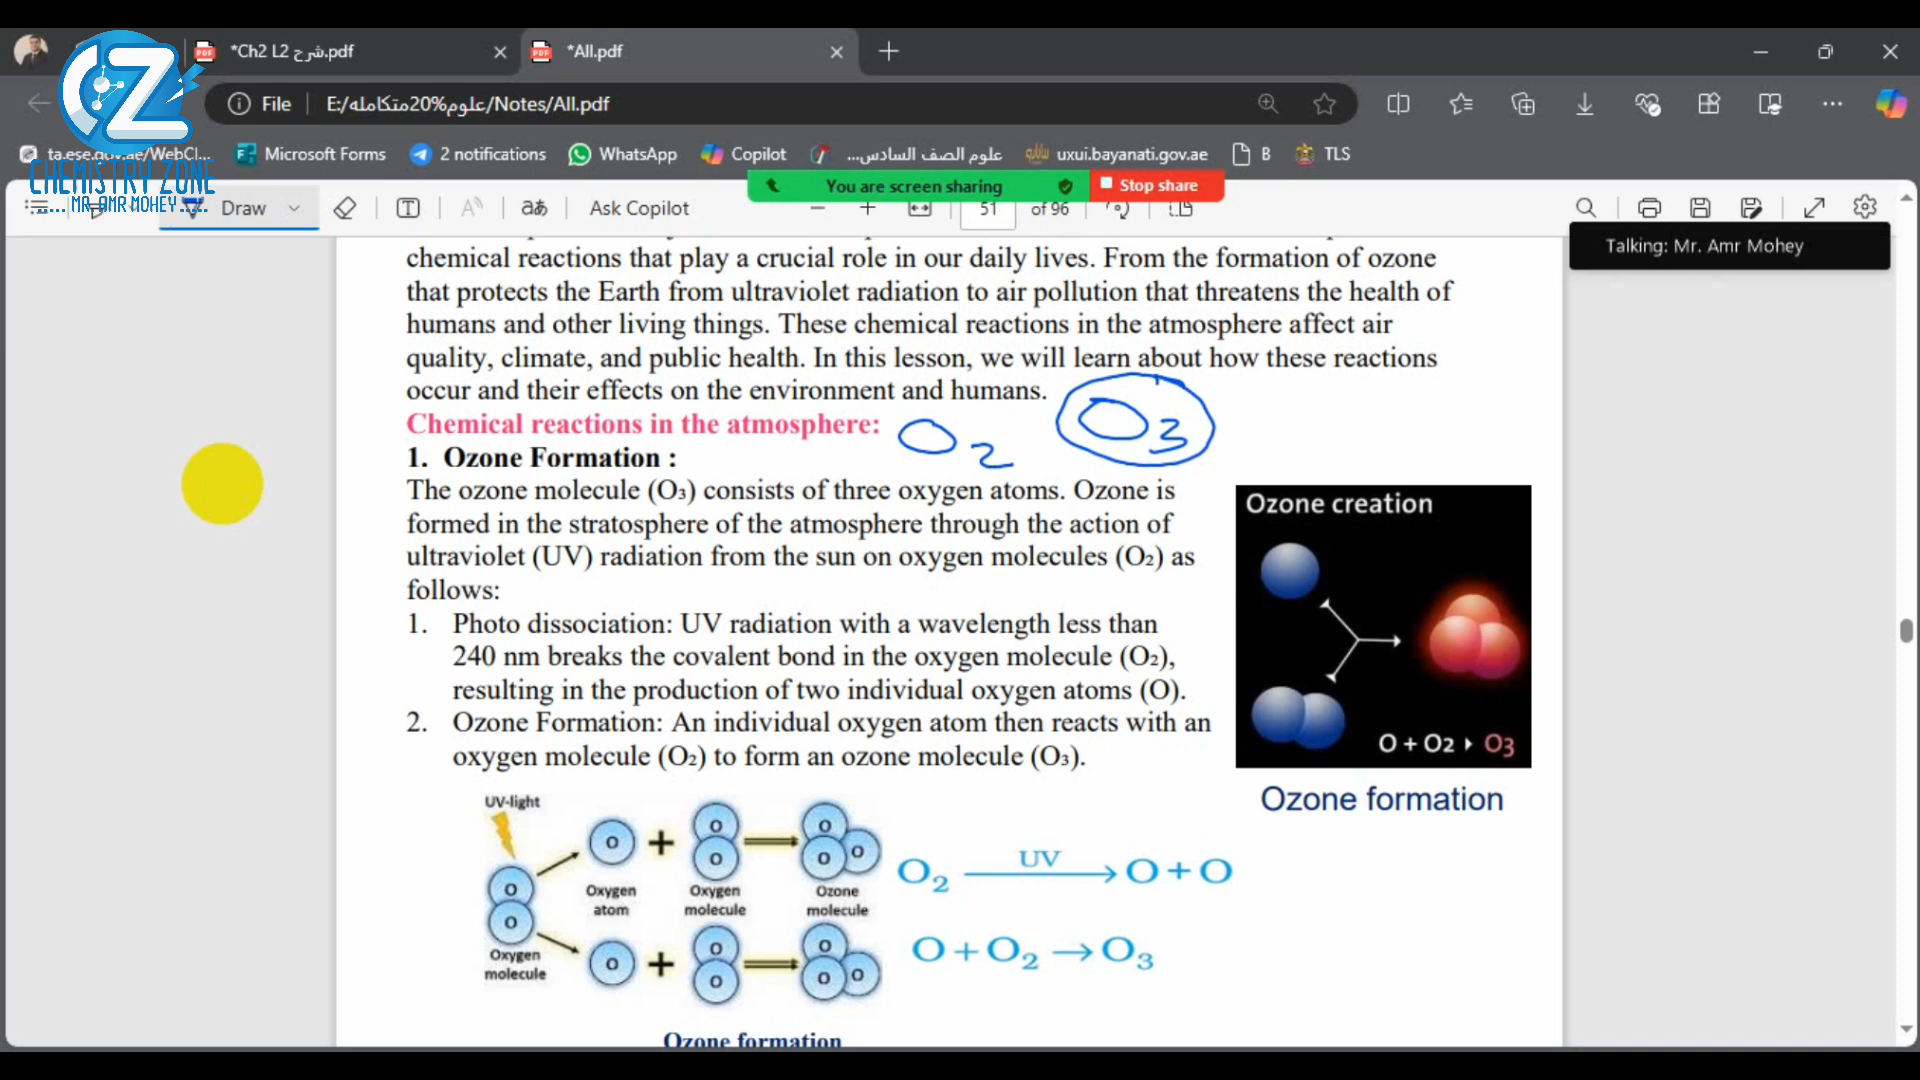 *Ch2 L2 شرح.pdf
*All.pdf
File
E:/علوم%20متكامله/Notes/All.pdf
ta.ese.gov.ae/WebCl...
Microsoft Forms
2 notifications
WhatsApp
Copilot
علوم الصف السادس...
uxui.bayanati.gov.ae
B
TLS
CZ
CHEMISTRY ZONE
..... MR. AMR MOHEY .....
You are screen sharing
Stop share
Draw
Ask Copilot
51
of 96
Talking: Mr. Amr Mohey
chemical reactions that play a crucial role in our daily lives. From the formation of ozone
that protects the Earth from ultraviolet radiation to air pollution that threatens the health of
humans and other living things. These chemical reactions in the atmosphere affect air
quality, climate, and public health. In this lesson, we will learn about how these reactions
occur and their effects on the environment and humans.
O3
Chemical reactions in the atmosphere:
O2
1. Ozone Formation :
The ozone molecule (O₃) consists of three oxygen atoms. Ozone is
formed in the stratosphere of the atmosphere through the action of
ultraviolet (UV) radiation from the sun on oxygen molecules (O₂) as
follows:
1. Photo dissociation: UV radiation with a wavelength less than
240 nm breaks the covalent bond in the oxygen molecule (O₂),
resulting in the production of two individual oxygen atoms (O).
2. Ozone Formation: An individual oxygen atom then reacts with an
oxygen molecule (O₂) to form an ozone molecule (O₃).
Ozone creation
O + O2 ▸ O3
Ozone formation
UV-light
O + O O O O O
Oxygen atom
Oxygen molecule
Ozone molecule
O O
Oxygen molecule
O + O O O O O
O₂ UV → O + O
O + O₂ → O₃
Ozone formation